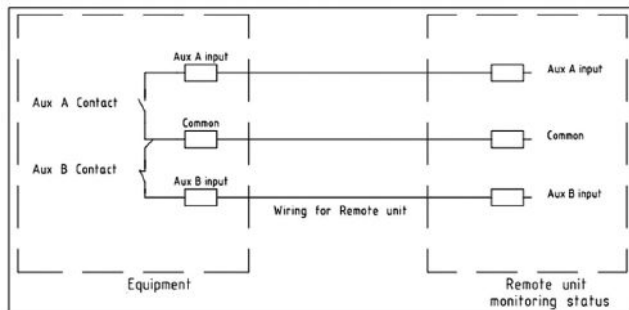 Aux A input
Aux A input
Aux A Contact
Common
Common
Aux B Contact
Aux B input
Aux B input
Wiring for Remote unit
Equipment
Remote unit
monitoring status